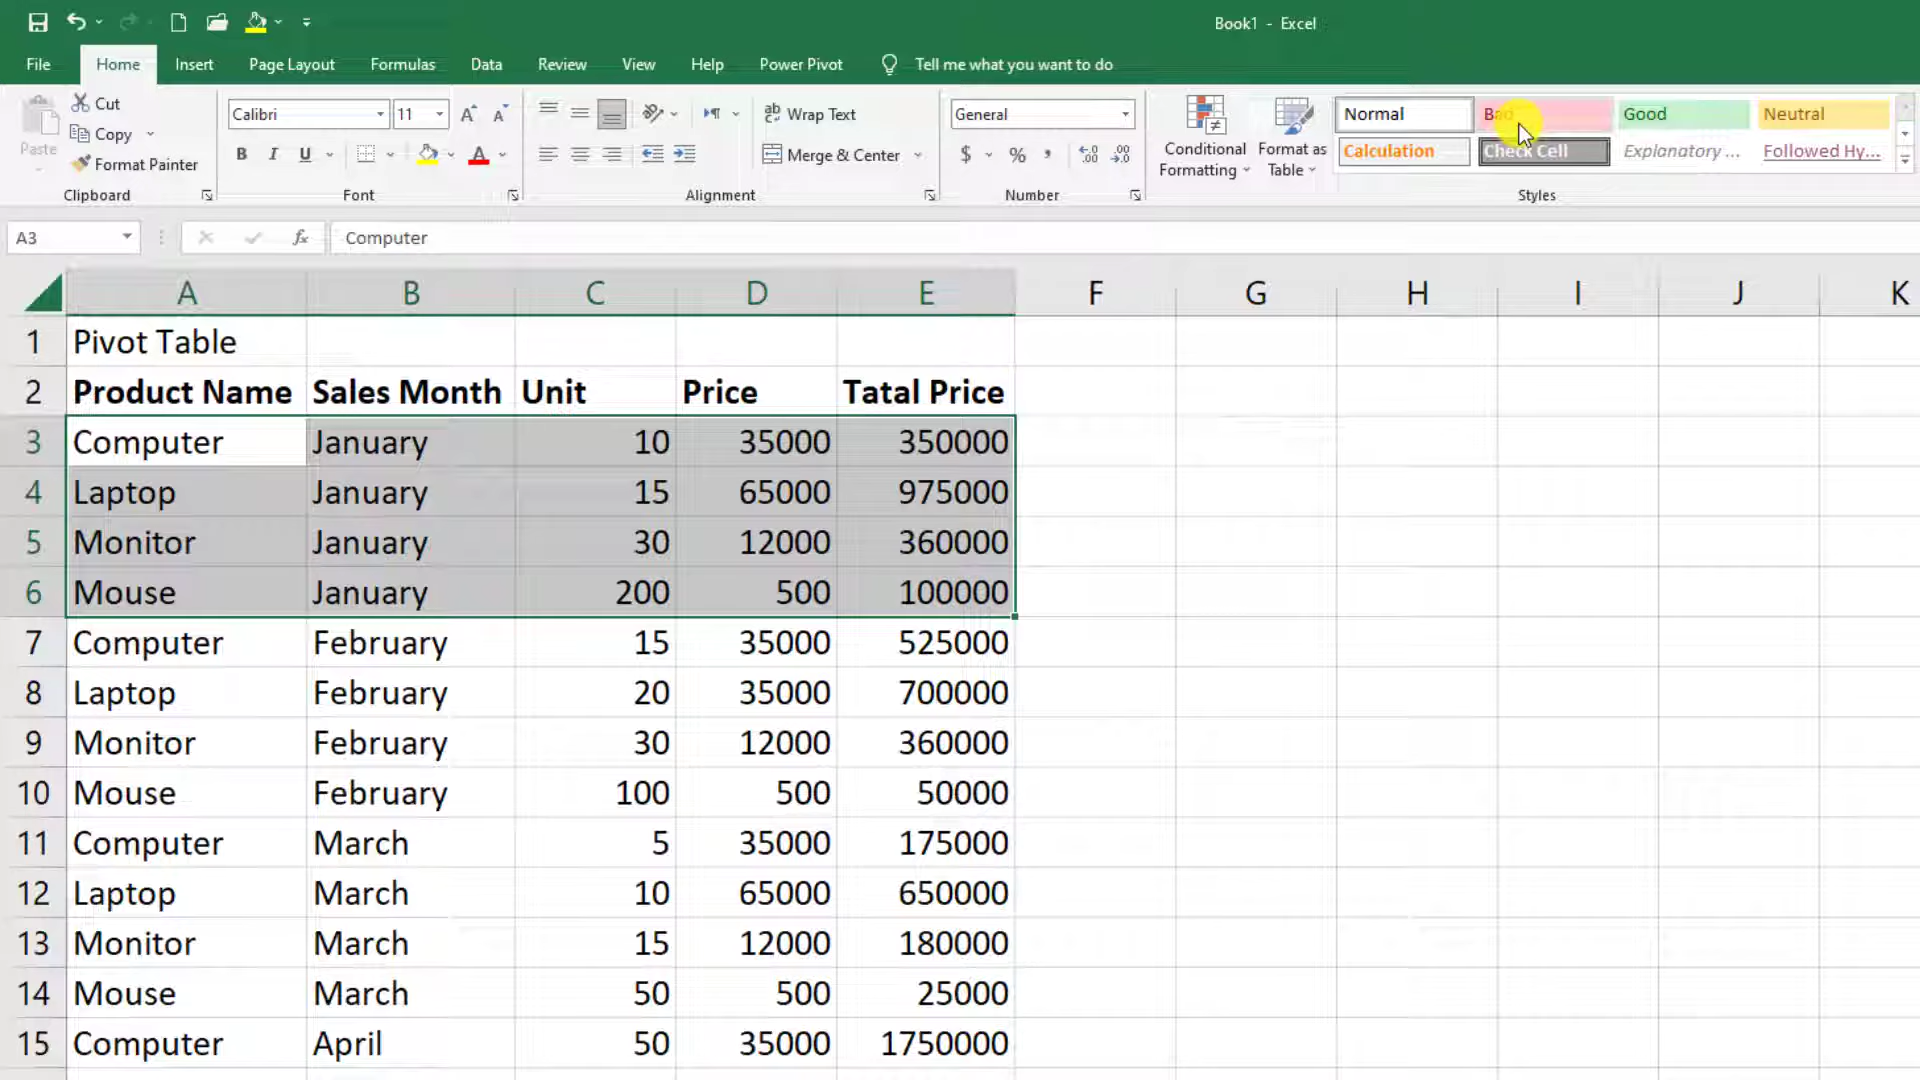 Book1 - Excel
File Home Insert Page Layout Formulas Data Review View Help Power Pivot Tell me what you want to do
Paste Cut Copy Format Painter Clipboard
Calibri 11 B I U A Font
ab Wrap Text Merge & Center Alignment
General $ % , Number
Conditional Formatting Format as Table
Normal Bad Good Neutral
Calculation Check Cell Explanatory ... Followed Hy...
Styles
A3 fx Computer
A B C D E F G H I J K
1 Pivot Table
2 Product Name Sales Month Unit Price Tatal Price
3 Computer January 10 35000 350000
4 Laptop January 15 65000 975000
5 Monitor January 30 12000 360000
6 Mouse January 200 500 100000
7 Computer February 15 35000 525000
8 Laptop February 20 35000 700000
9 Monitor February 30 12000 360000
10 Mouse February 100 500 50000
11 Computer March 5 35000 175000
12 Laptop March 10 65000 650000
13 Monitor March 15 12000 180000
14 Mouse March 50 500 25000
15 Computer April 50 35000 1750000